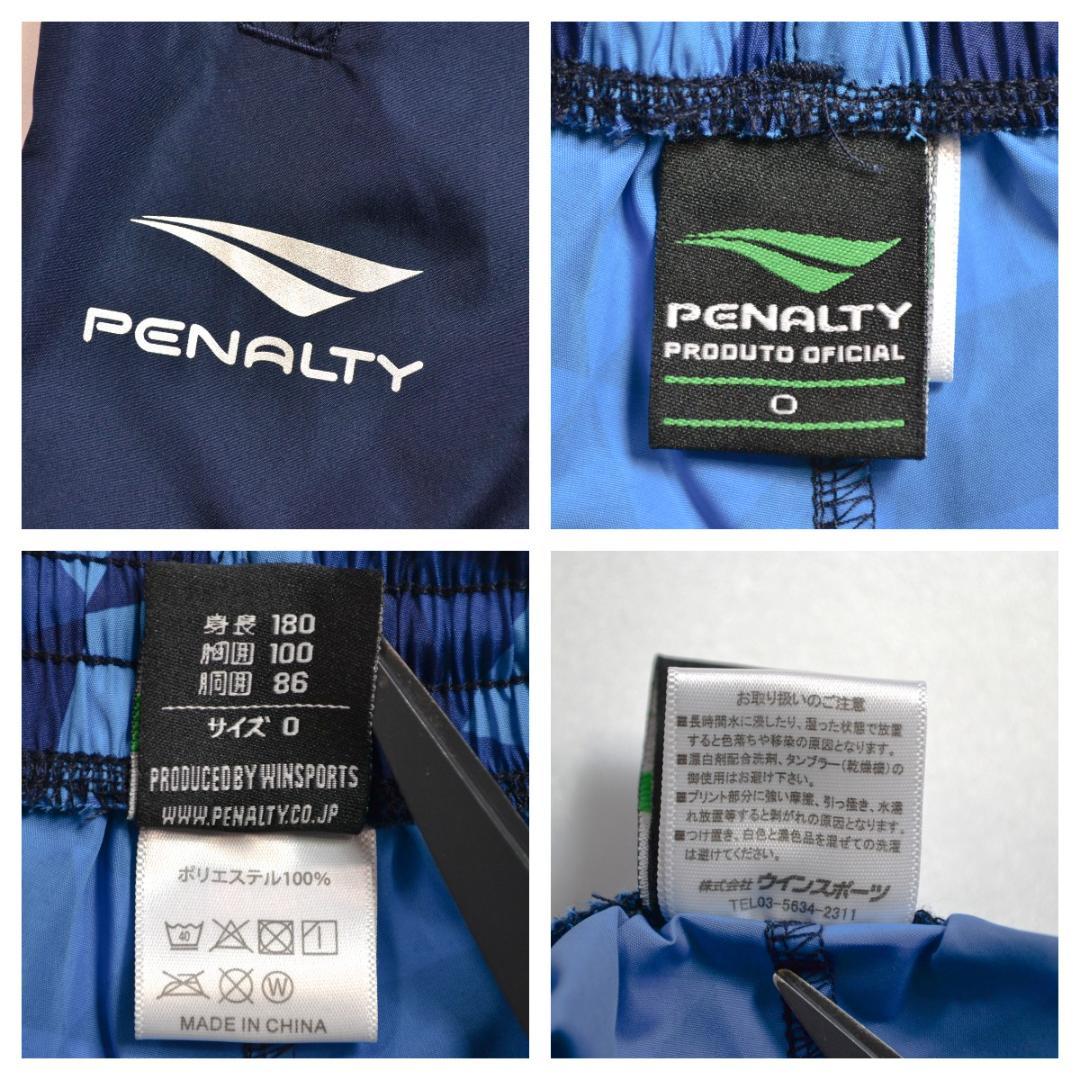 PENALTY
PENALTY
PRODUTO OFICIAL
O
身長 180
胸囲 100
胴囲 86
サイズ O
PRODUCED BY WINSPORTS
WWW.PENALTY.CO.JP
ポリエステル100%
40
W
MADE IN CHINA
お取り扱いのご注意
■長時間水に浸したり、湿った状態で放置
すると色落ちや移染の原因となります。
■漂白剤配合洗剤、タンブラー(乾燥機)の
御使用はお避け下さい。
■プリント部分に強い摩擦、引っ掻き、水濡
れ放置等すると剥がれの原因となります。
■つけ置き、白色と濃色品を混ぜての洗濯
は避けてください。
株式会社 ウインスポーツ
TEL03-5634-2311